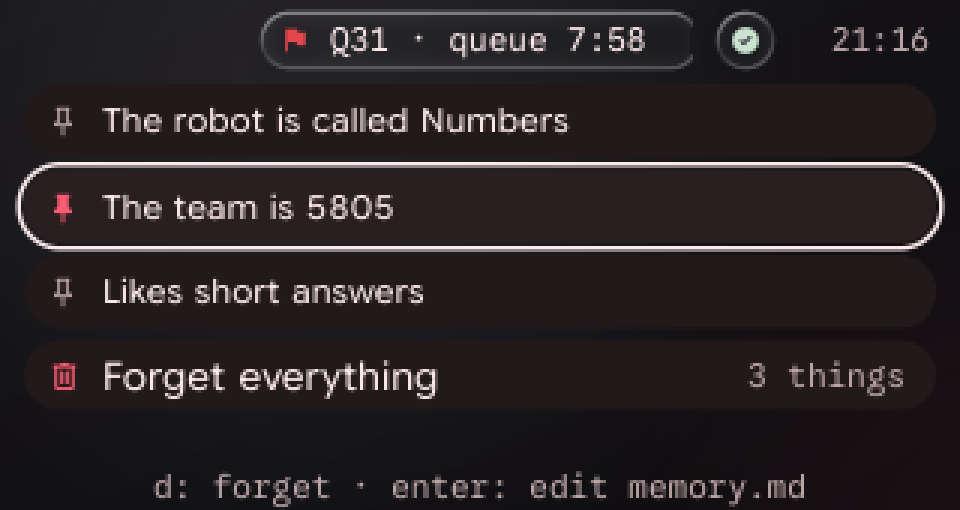 Q31 · queue 7:58 21:16
The robot is called Numbers
The team is 5805
Likes short answers
Forget everything 3 things
d: forget · enter: edit memory.md